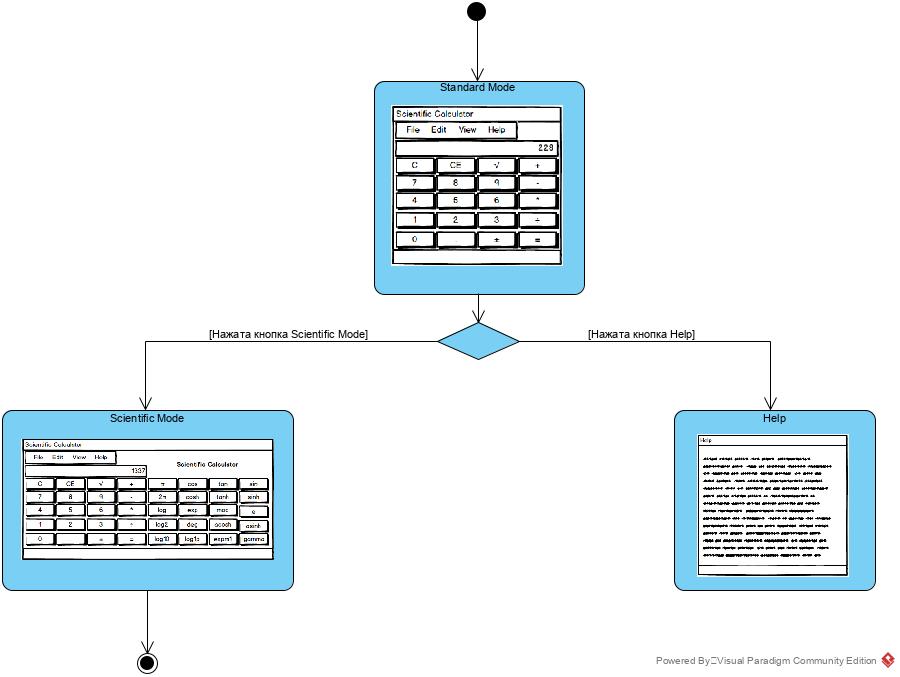 Standard Mode
Scientific Calculator
File Edit View Help
228
C CE √ +
7 8 9 -
4 5 6 *
1 2 3 ÷
0 . ± =
[Нажата кнопка Scientific Mode]
[Нажата кнопка Help]
Scientific Mode
Scientific Calculator
File Edit View Help
Scientific Calculator
1337
C CE √ + π cos tan sin
7 8 9 - 2π cosh tanh sinh
4 5 6 * log exp mod e
1 2 3 ÷ log2 deg acosh asinh
0 ± = log10 log1p expm1 gamma
Help
Help
Powered By Visual Paradigm Community Edition